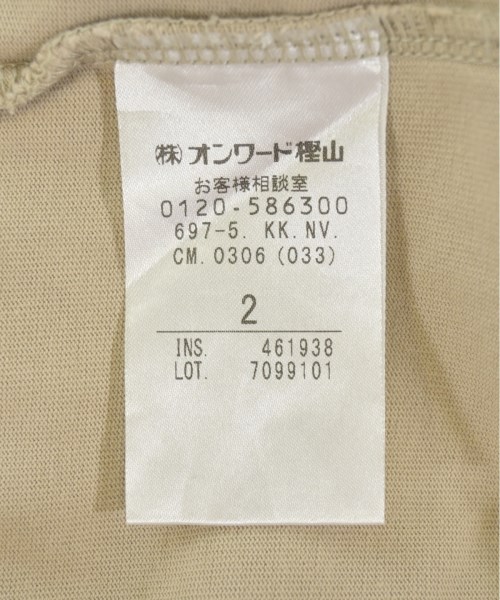 ㈱オンワード樫山
お客様相談室
0120-586300
697-5. KK.NV.
CM.0306(033)
2
INS. 461938
LOT. 7099101